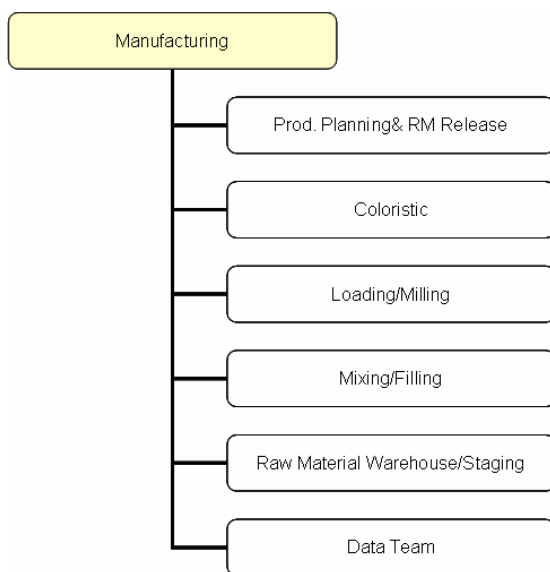 Manufacturing
Prod. Planning& RM Release
Coloristic
Loading/Milling
Mixing/Filling
Raw Material Warehouse/Staging
Data Team